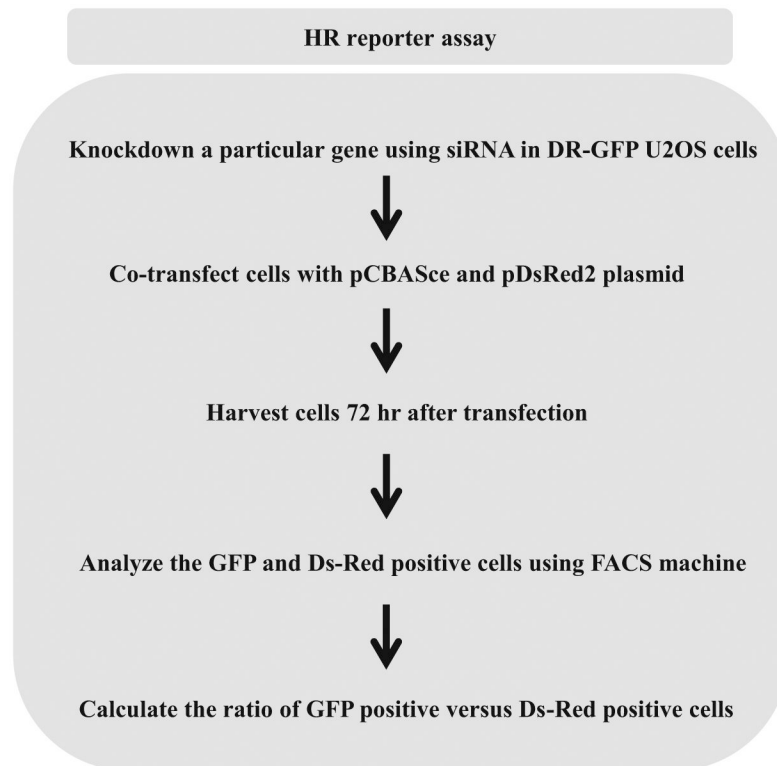 HR reporter assay
Knockdown a particular gene using siRNA in DR-GFP U2OS cells
Co-transfect cells with pCBASce and pDsRed2 plasmid
Harvest cells 72 hr after transfection
Analyze the GFP and Ds-Red positive cells using FACS machine
Calculate the ratio of GFP positive versus Ds-Red positive cells